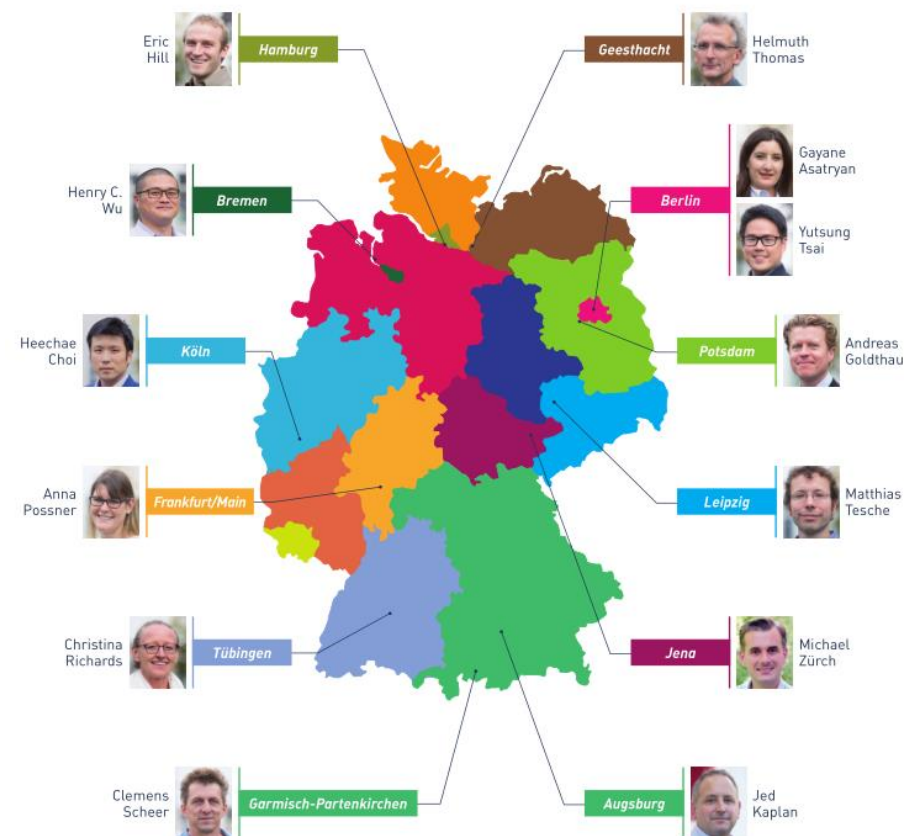 Eric
Hill
Hamburg
Geesthacht
Helmuth
Thomas
Henry C.
Wu
Bremen
Berlin
Gayane
Asatryan
Yutsung
Tsai
Heechae
Choi
Köln
Potsdam
Andreas
Goldthau
Anna
Possner
Frankfurt/Main
Leipzig
Matthias
Tesche
Christina
Richards
Tübingen
Jena
Michael
Zürch
Clemens
Scheer
Garmisch-Partenkirchen
Augsburg
Jed
Kaplan